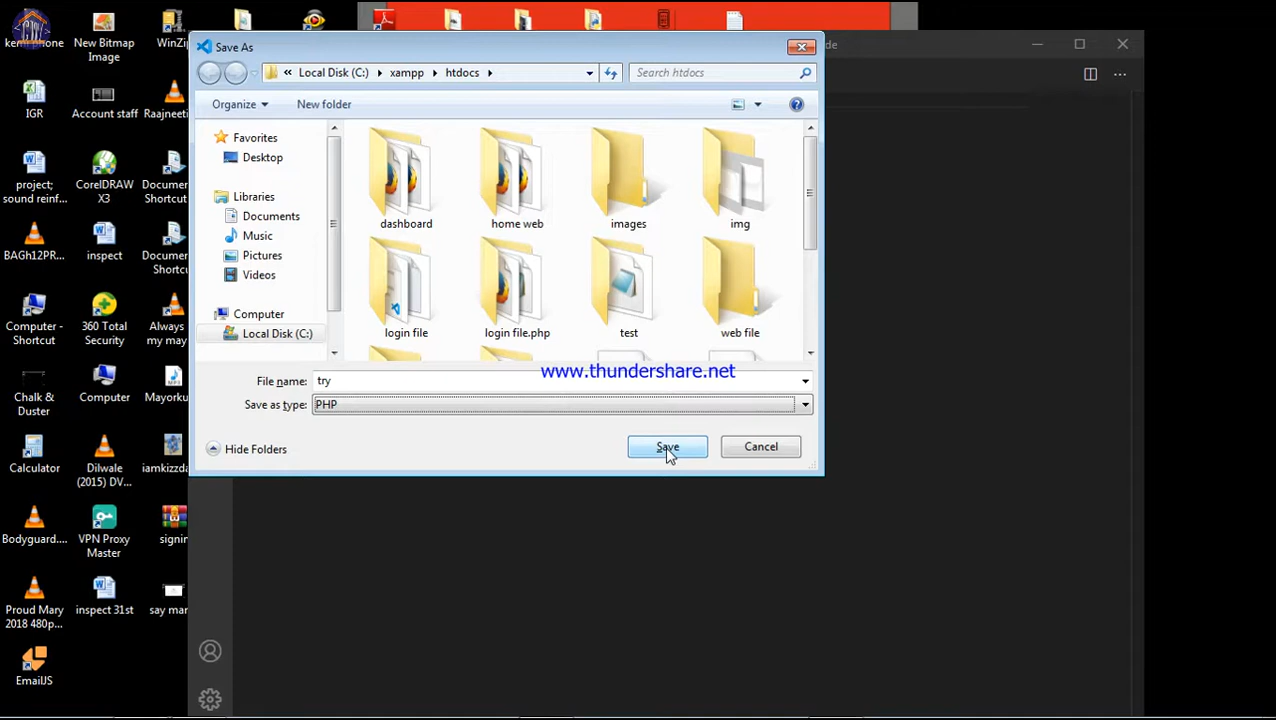 kemi phone
New Bitmap
Image
WinZip
IGR
Account staff
Raajneeti
project;
sound reinf...
CorelDRAW
X3
Documen
Shortcut
BAGh12PR...
inspect
Documen
Shortcut
Computer -
Shortcut
360 Total
Security
Always
my may
Chalk &
Duster
Computer
Mayorku
Calculator
Dilwale
(2015) DV...
iamkizzda
Bodyguard....
VPN Proxy
Master
signin
Proud Mary
2018 480p...
inspect 31st
say mar
EmailJS
Save As
de
«
Local Disk (C:)
xampp
htdocs
Search htdocs
Organize
New folder
Favorites
Desktop
Libraries
Documents
Music
Pictures
Videos
Computer
Local Disk (C:)
dashboard
home web
images
img
login file
login file.php
test
web file
www.thundershare.net
File name:
try
Save as type:
PHP
Hide Folders
Save
Cancel